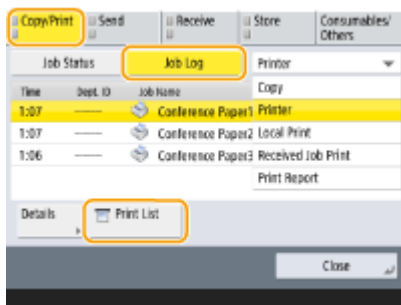 Copy/Print Send Receive Store Consumables/
Others
Job Status Job Log Printer
Time Dept. ID Job Name Copy
1:07 ------- Conference Paper1 Printer
1:07 ------- Conference Paper2 Local Print
1:06 ------- Conference Paper3 Received Job Print
Print Report
Details Print List
Close